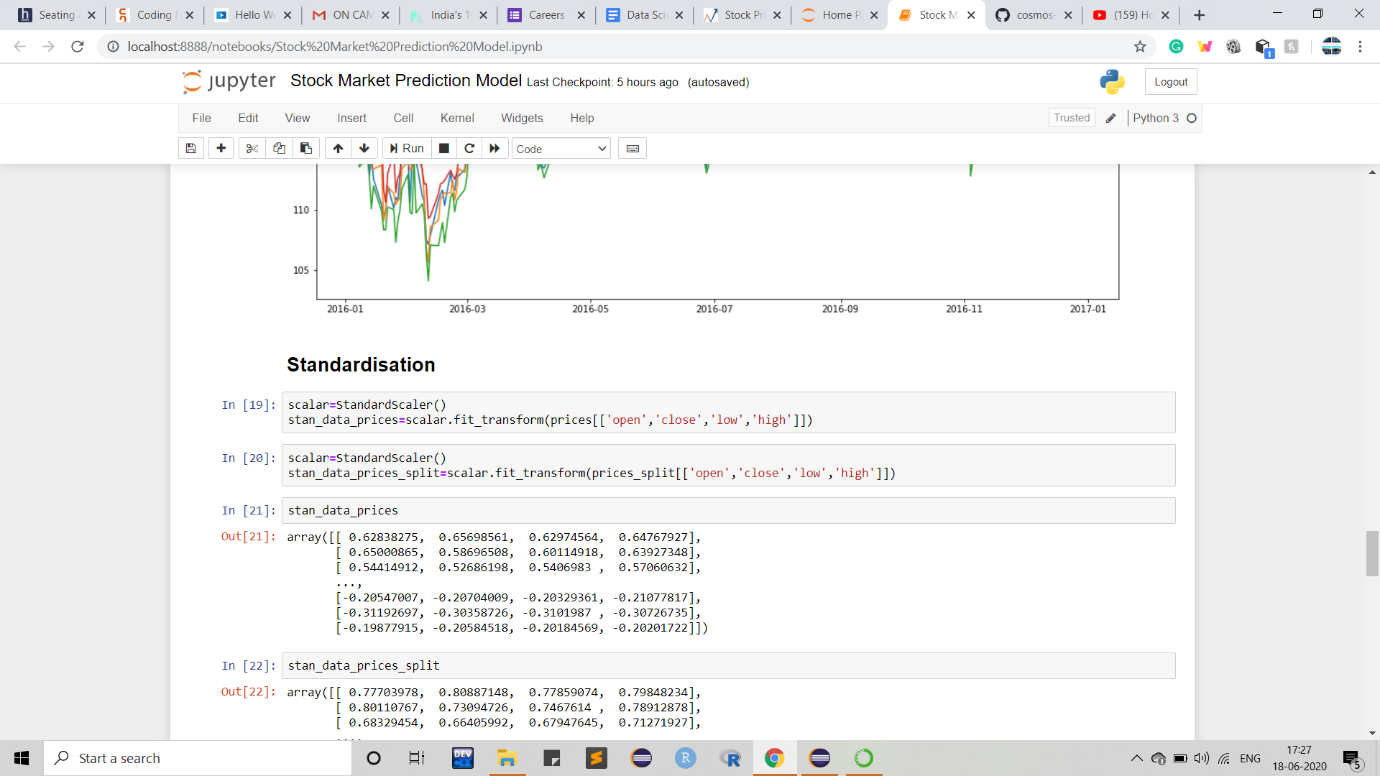 Seating
Coding
Hello W
ON CAM
India's T
Careers -
Data Sci
Stock Pri
Home P
Stock M
cosmos-
(159) Ho
localhost:8888/notebooks/Stock%20Market%20Prediction%20Model.ipynb
jupyter Stock Market Prediction Model Last Checkpoint: 5 hours ago (autosaved)
Logout
File Edit View Insert Cell Kernel Widgets Help
Trusted
Python 3
Run
Code
110
105
2016-01 2016-03 2016-05 2016-07 2016-09 2016-11 2017-01
Standardisation
In [19]: scalar=StandardScaler()
stan_data_prices=scalar.fit_transform(prices[['open','close','low','high']])
In [20]: scalar=StandardScaler()
stan_data_prices_split=scalar.fit_transform(prices_split[['open','close','low','high']])
In [21]: stan_data_prices
Out[21]: array([[ 0.62838275, 0.65698561, 0.62974564, 0.64767927],
[ 0.65000865, 0.58696508, 0.60114918, 0.63927348],
[ 0.54414912, 0.52686198, 0.5406983 , 0.57060632],
...,
[-0.20547007, -0.20704009, -0.20329361, -0.21077817],
[-0.31192697, -0.30358726, -0.3101987 , -0.30726735],
[-0.19877915, -0.20584518, -0.20184569, -0.20201722]])
In [22]: stan_data_prices_split
Out[22]: array([[ 0.77703978, 0.80887148, 0.77859074, 0.79848234],
[ 0.80110767, 0.73094726, 0.7467614 , 0.78912878],
[ 0.68329454, 0.66405992, 0.67947645, 0.71271927],
...,
Start a search
DEV
R
R
ENG
17:27
18-06-2020
5